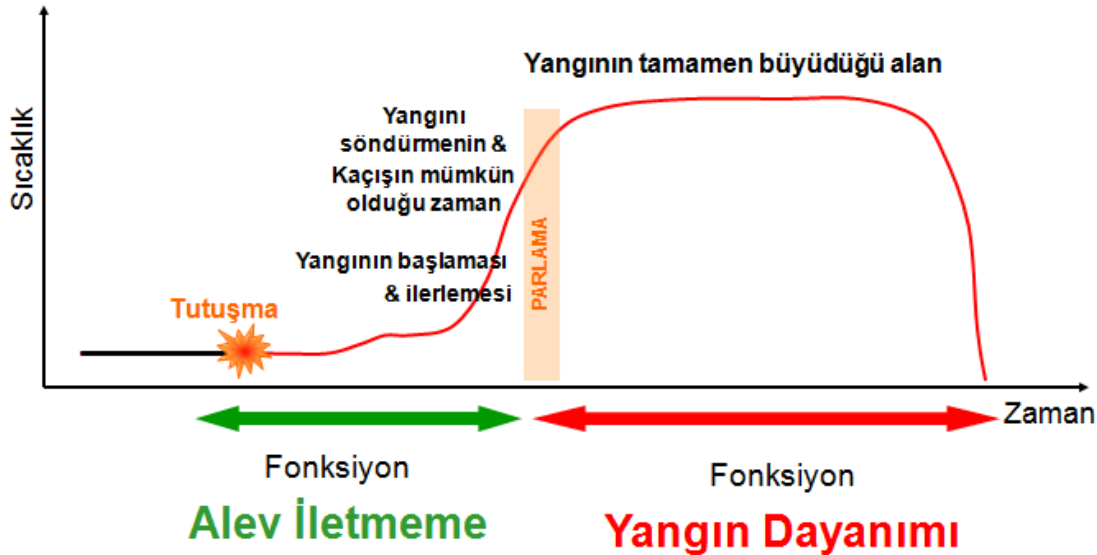 Yangının tamamen büyüdüğü alan
Yangını
söndürmenin &
Kaçışın mümkün
olduğu zaman
Sıcaklık
PARLAMA
Yangının başlaması
& ilerlemesi
Tutuşma
Zaman
Fonksiyon
Alev İletmeme
Fonksiyon
Yangın Dayanımı